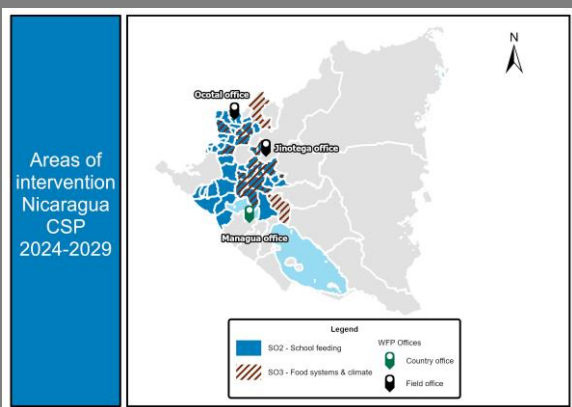 Areas of
intervention
Nicaragua
CSP
2024-2029
N
Ocotal office
Jinotega office
Managua office
Legend
SO2 - School feeding
SO3 - Food systems & climate
WFP Offices
Country office
Field office